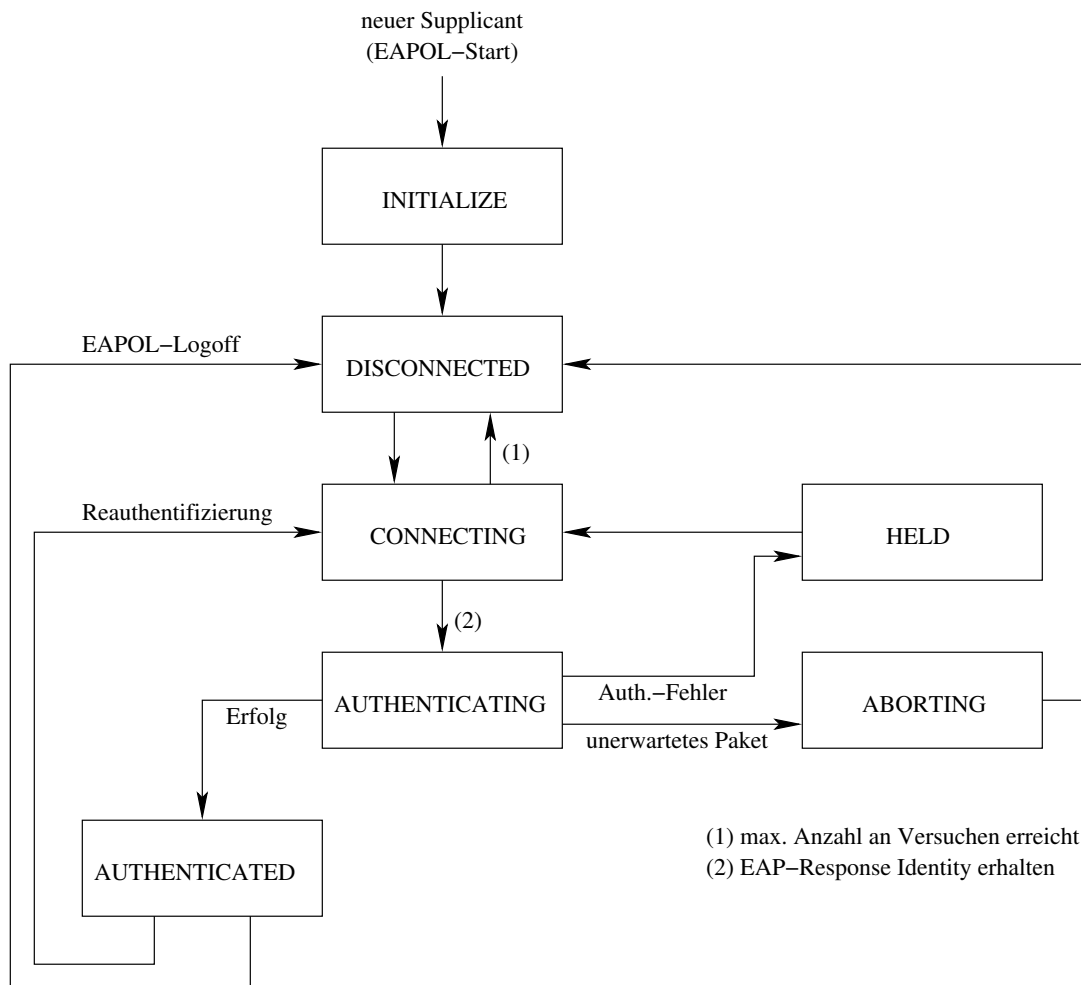 neuer Supplicant
(EAPOL−Start)
INITIALIZE
EAPOL−Logoff
DISCONNECTED
(1)
Reauthentifizierung
CONNECTING
HELD
(2)
AUTHENTICATING
Auth.−Fehler
ABORTING
Erfolg
unerwartetes Paket
(1) max. Anzahl an Versuchen erreicht
AUTHENTICATED
(2) EAP−Response Identity erhalten